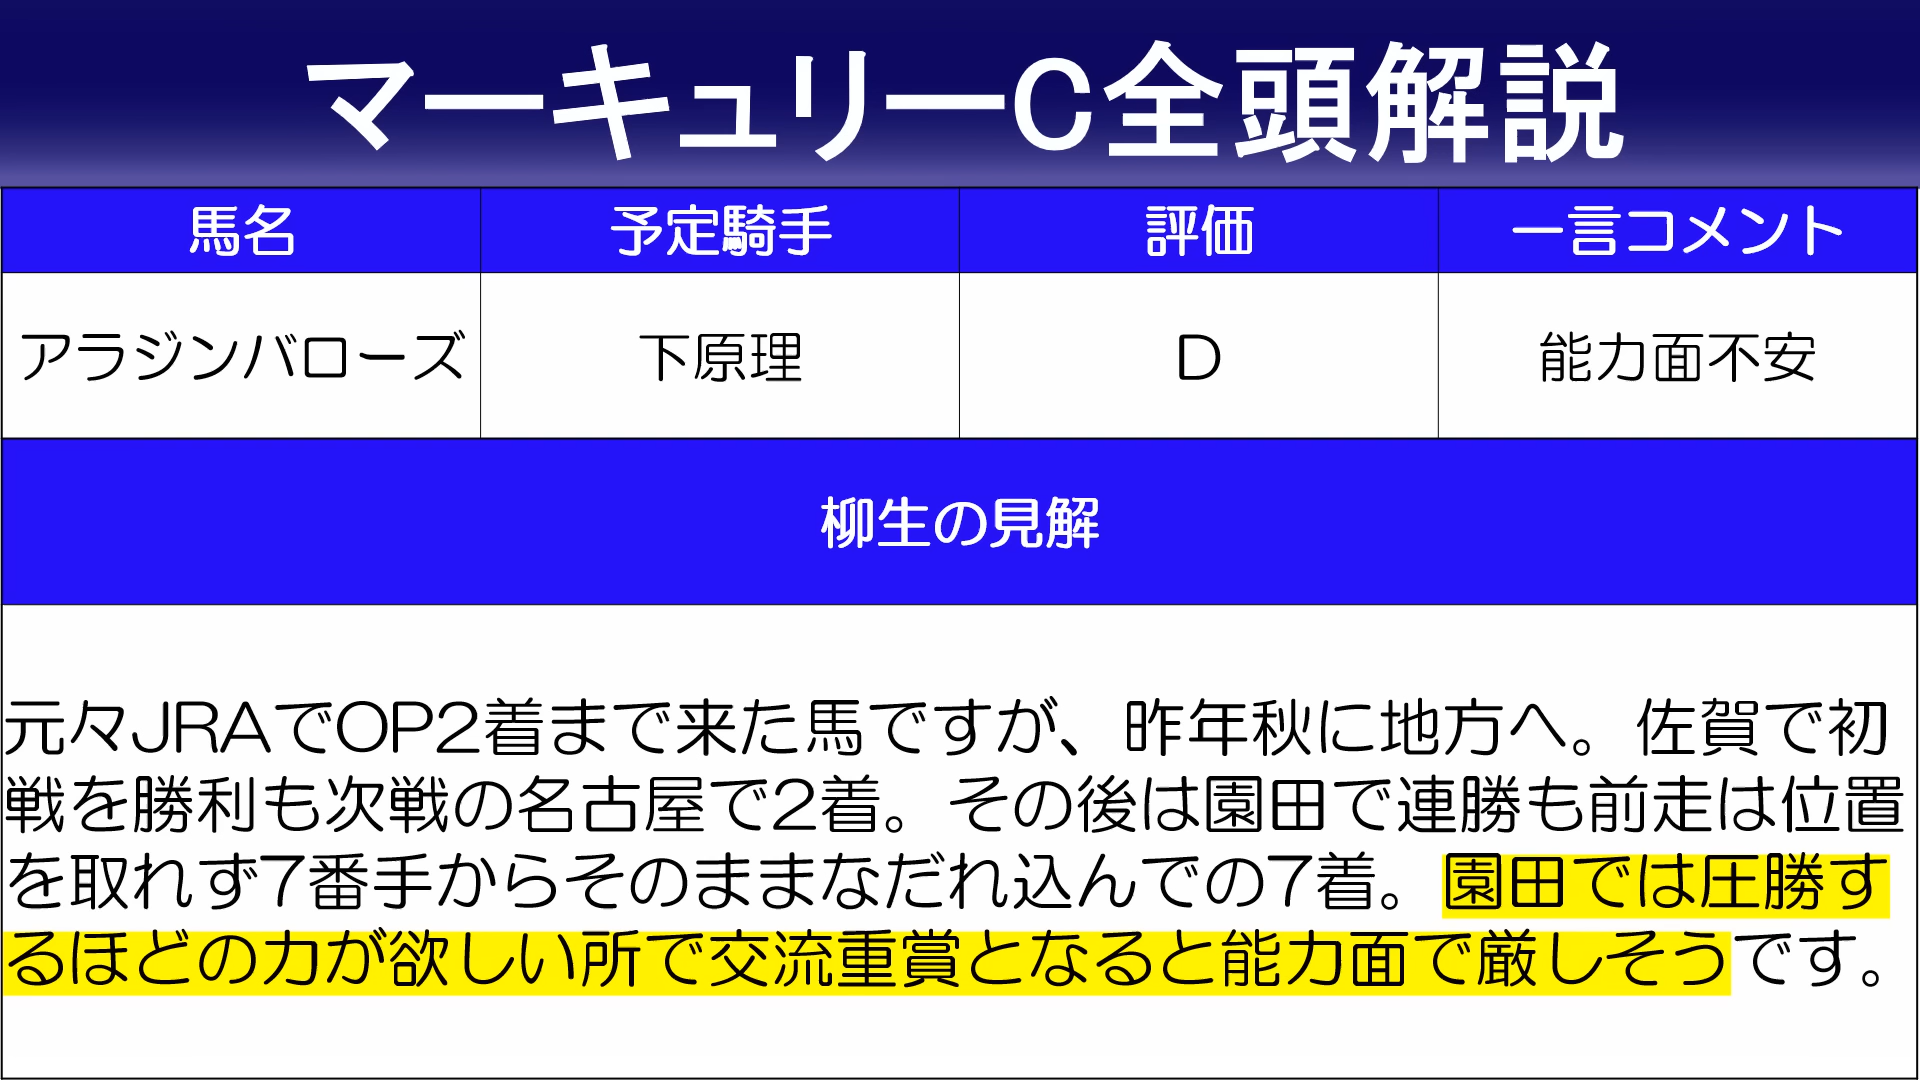 マーキュリーC全頭解説
馬名 予定騎手 評価 一言コメント
アラジンバローズ 下原理 D 能力面不安
柳生の見解
元々JRAでOP2着まで来た馬ですが、昨年秋に地方へ。佐賀で初
戦を勝利も次戦の名古屋で2着。その後は園田で連勝も前走は位置
を取れず7番手からそのままなだれ込んでの7着。園田では圧勝す
るほどの力が欲しい所で交流重賞となると能力面で厳しそうです。